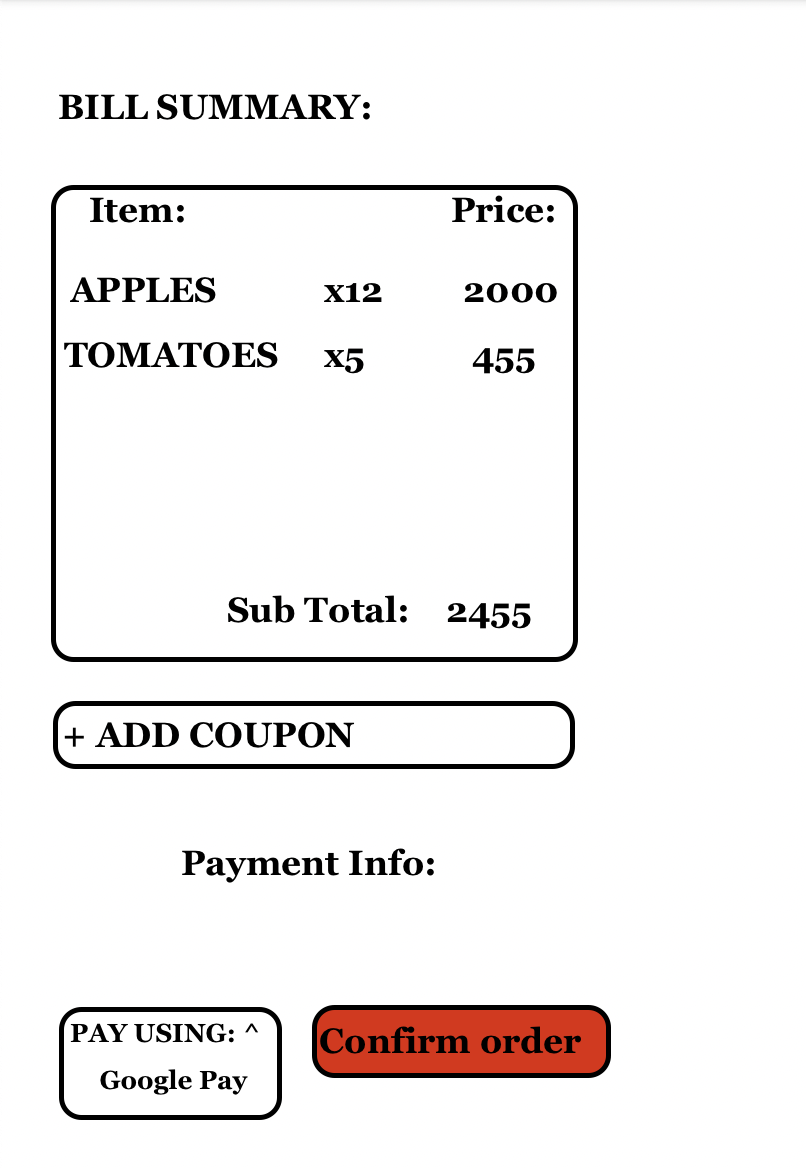 BILL SUMMARY:
Item: Price:
APPLES x12 2000
TOMATOES x5 455
Sub Total: 2455
+ ADD COUPON
Payment Info:
PAY USING: ^
Google Pay
Confirm order